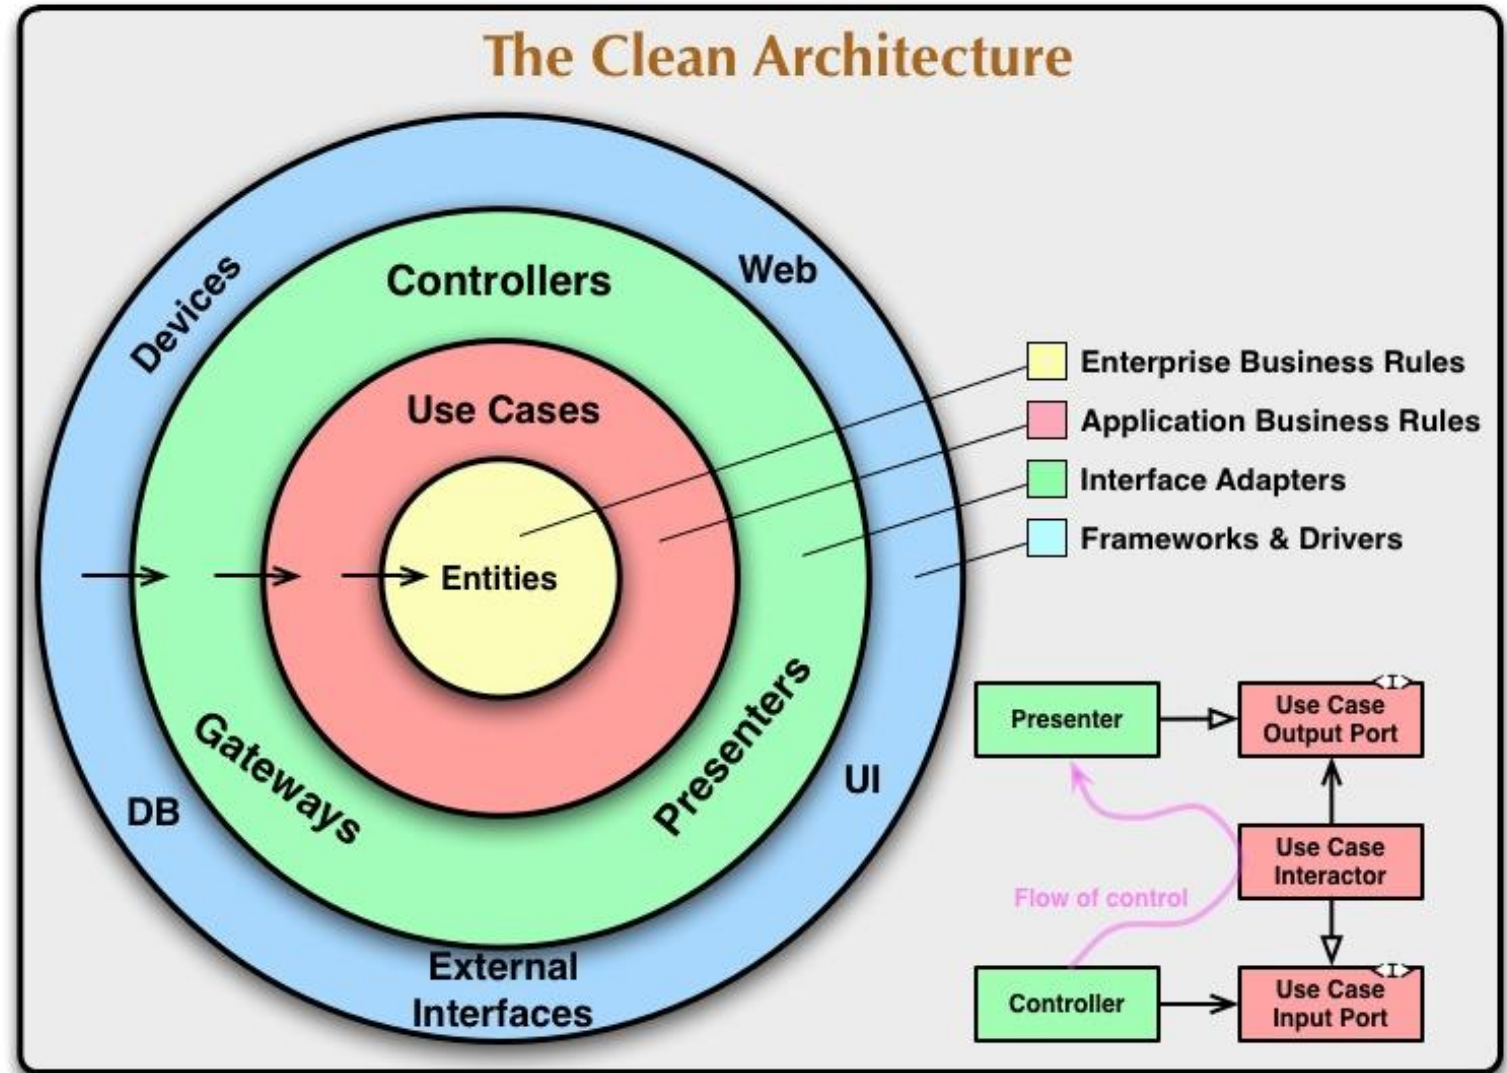 The Clean Architecture
Devices
Web
Controllers
Use Cases
Entities
Gateways
Presenters
DB
UI
External
Interfaces
Enterprise Business Rules
Application Business Rules
Interface Adapters
Frameworks & Drivers
Presenter
<I>
Use Case
Output Port
Use Case
Interactor
Flow of control
Controller
<I>
Use Case
Input Port